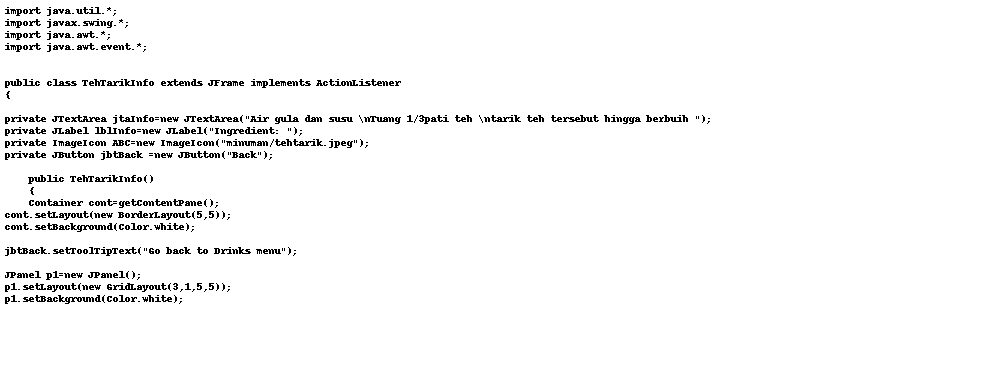 import java.util.*;
import javax.swing.*;
import java.awt.*;
import java.awt.event.*;
public class TehTarikInfo extends JFrame implements ActionListener
{
private JTextArea jtaInfo=new JTextArea("Air gula dan susu \nTuang 1/3pati teh \ntarik teh tersebut hingga berbuih ");
private JLabel lblInfo=new JLabel("Ingredient: ");
private ImageIcon ABC=new ImageIcon("minuman/tehtarik.jpeg");
private JButton jbtBack =new JButton("Back");
public TehTarikInfo()
{
Container cont=getContentPane();
cont.setLayout(new BorderLayout(5,5));
cont.setBackground(Color.white);
jbtBack.setToolTipText("Go back to Drinks menu");
JPanel p1=new JPanel();
p1.setLayout(new GridLayout(3,1,5,5));
p1.setBackground(Color.white);